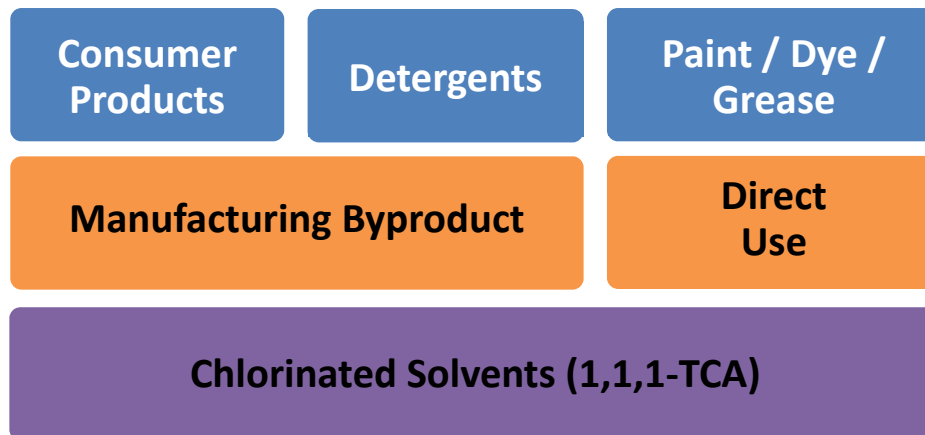 Consumer
Products
Detergents
Paint / Dye /
Grease
Manufacturing Byproduct
Direct
Use
Chlorinated Solvents (1,1,1-TCA)